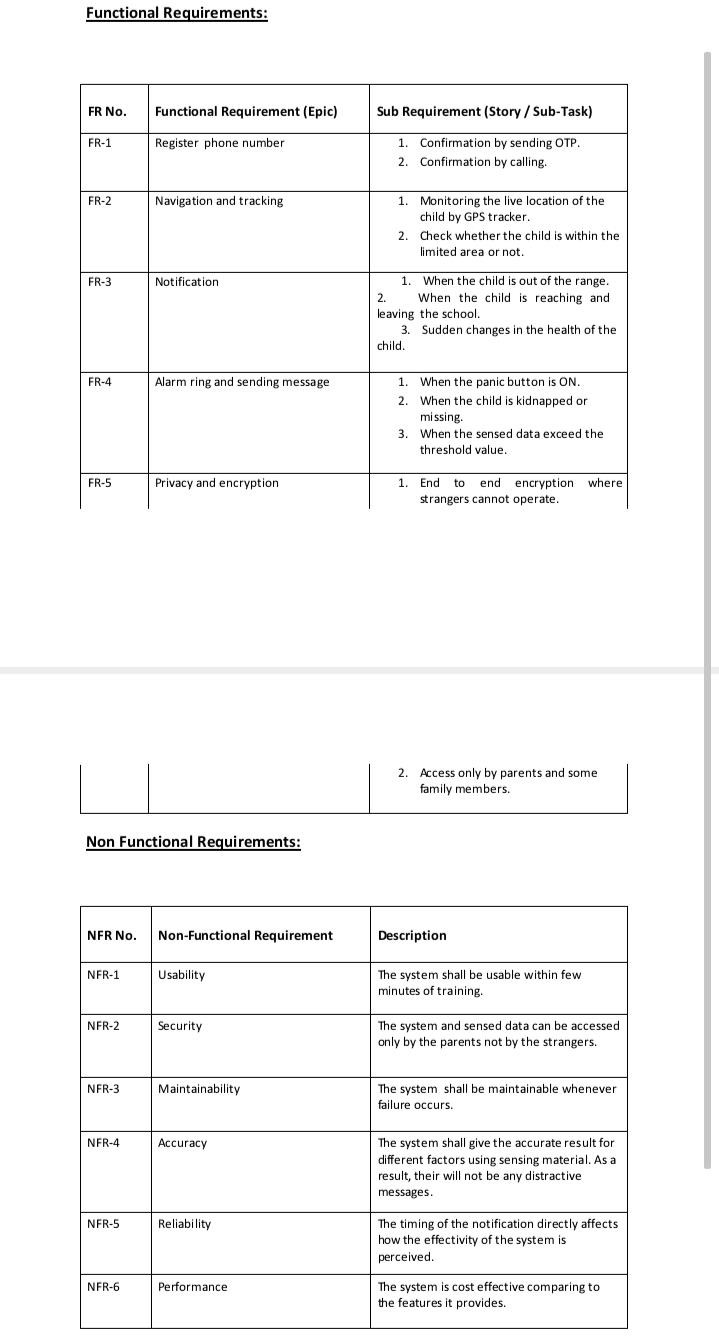 Functional Requirements:
FR No. Functional Requirement (Epic) Sub Requirement (Story / Sub-Task)
FR-1 Register phone number 1. Confirmation by sending OTP.
2. Confirmation by calling.
FR-2 Navigation and tracking 1. Monitoring the live location of the
child by GPS tracker.
2. Check whether the child is within the
limited area or not.
FR-3 Notification 1. When the child is out of the range.
2. When the child is reaching and
leaving the school.
3. Sudden changes in the health of the
child.
FR-4 Alarm ring and sending message 1. When the panic button is ON.
2. When the child is kidnapped or
missing.
3. When the sensed data exceed the
threshold value.
FR-5 Privacy and encryption 1. End to end encryption where
strangers cannot operate.
2. Access only by parents and some
family members.
Non Functional Requirements:
NFR No. Non-Functional Requirement Description
NFR-1 Usability The system shall be usable within few
minutes of training.
NFR-2 Security The system and sensed data can be accessed
only by the parents not by the strangers.
NFR-3 Maintainability The system shall be maintainable whenever
failure occurs.
NFR-4 Accuracy The system shall give the accurate result for
different factors using sensing material. As a
result, their will not be any distractive
messages.
NFR-5 Reliability The timing of the notification directly affects
how the effectivity of the system is
perceived.
NFR-6 Performance The system is cost effective comparing to
the features it provides.